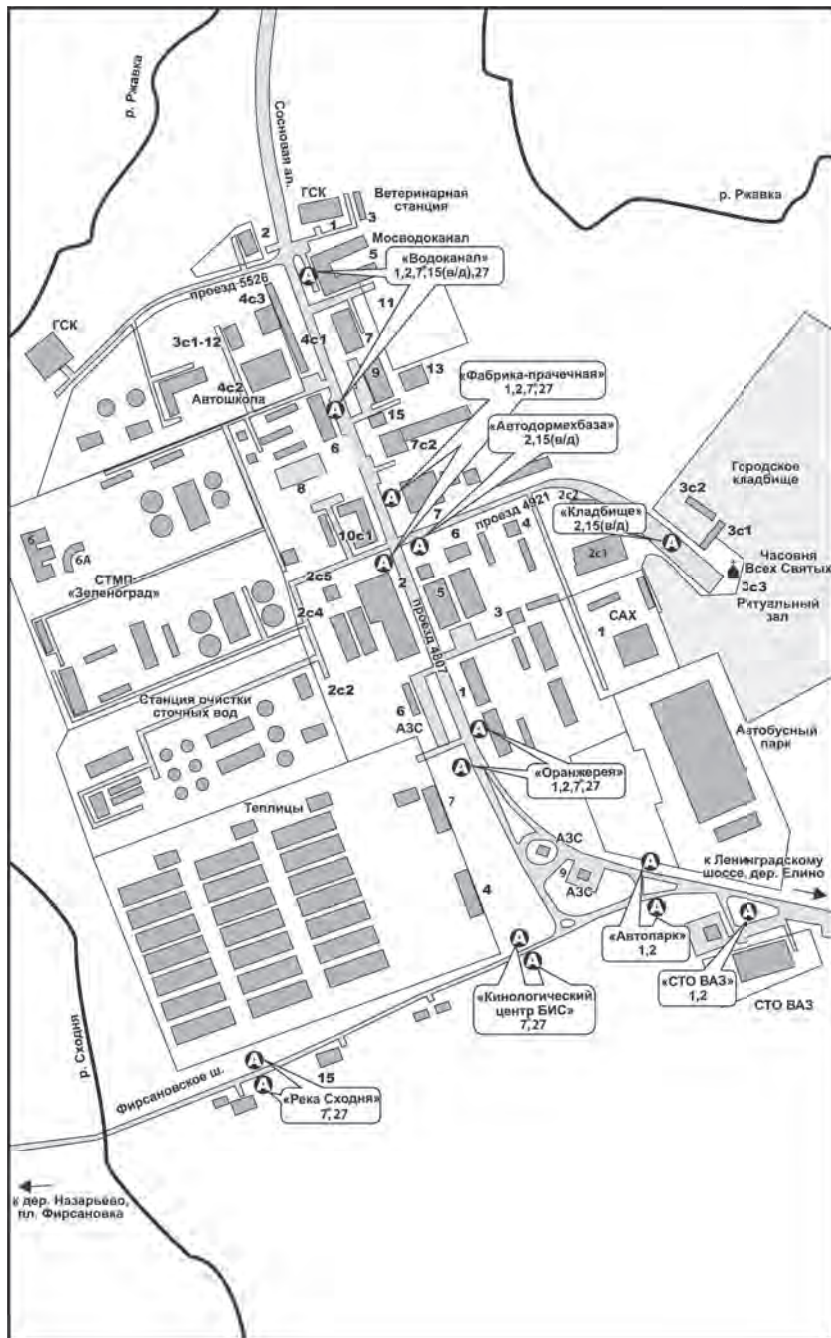 р. Ржавка
Сосновая ал.
ГСК
Ветеринарная
станция
3
1
2
р. Ржавка
Мосводоканал
5
А
«Водоканал»
1,2,7,15(в/д),27
проезд 5526
4с3
11
ГСК
3с1-12
4с1
7
4с2
Автошкола
9
13
«Фабрика-прачечная»
1,2,7,27
А
15
6
«Автодормехбаза»
2,15(в/д)
7с2
Городское
кладбище
8
А
7
проезд 4921
2с2
3с2
«Кладбище»
2,15(в/д)
3с1
10с1
6
4
А
А
2с1
А
Часовня
Всех Святых
3с3
Ритуальный
зал
6
6А
СТМП
«Зеленоград»
2с5
2
2с4
5
проезд 4807
3
САХ
1
Станция очистки
сточных вод
2с2
6
АЗС
1
Автобусный
парк
А
«Оранжерея»
1,2,7,27
А
Теплицы
7
АЗС
к Ленинградскому
шоссе, дер. Елино
9
АЗС
А
4
А
А
«Автопарк»
1,2
«СТО ВАЗ»
1,2
СТО ВАЗ
А
А
«Кинологический
центр БИС»
7,27
р. Сходня
Фирсановское ш.
А
15
А
«Река Сходня»
7,27
к дер. Назарьево,
пл. Фирсановка